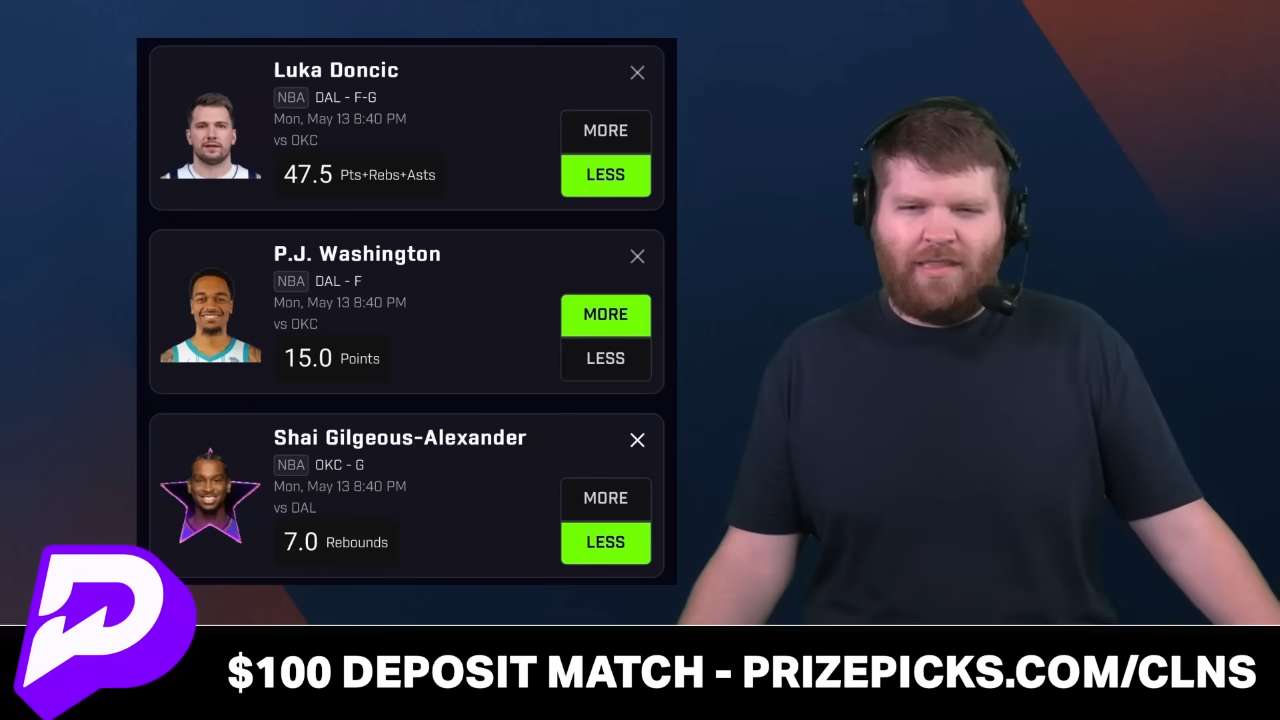 Luka Doncic
NBA DAL - F-G
Mon, May 13 8:40 PM
vs OKC
47.5 Pts+Rebs+Asts
MORE
LESS
P.J. Washington
NBA DAL - F
Mon, May 13 8:40 PM
vs OKC
15.0 Points
MORE
LESS
Shai Gilgeous-Alexander
NBA OKC - G
Mon, May 13 8:40 PM
vs DAL
7.0 Rebounds
MORE
LESS
$100 DEPOSIT MATCH - PRIZEPICKS.COM/CLNS